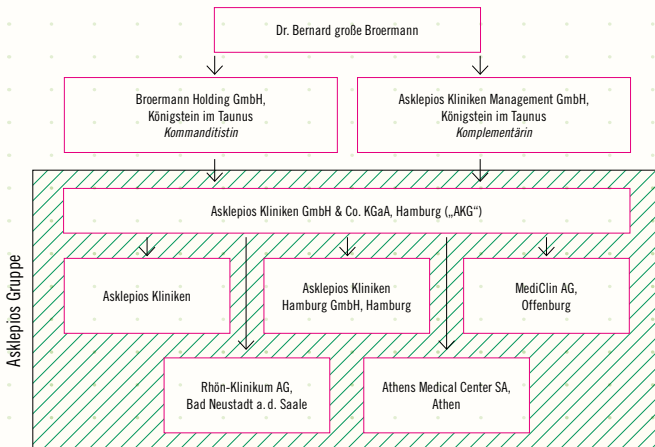 Dr. Bernard große Broermann
Broermann Holding GmbH,
Königstein im Taunus
Kommanditistin
Asklepios Kliniken Management GmbH,
Königstein im Taunus
Komplementärin
Asklepios Gruppe
Asklepios Kliniken GmbH & Co. KGaA, Hamburg („AKG“)
Asklepios Kliniken
Asklepios Kliniken
Hamburg GmbH, Hamburg
MediClin AG,
Offenburg
Rhön-Klinikum AG,
Bad Neustadt a. d. Saale
Athens Medical Center SA,
Athen